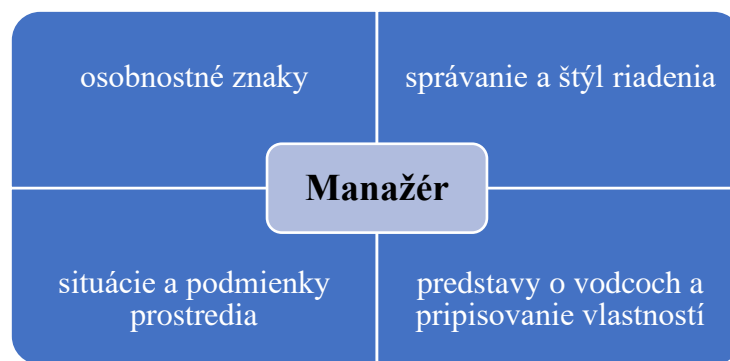 osobnostné znaky
správanie a štýl riadenia
Manažér
situácie a podmienky
prostredia
predstavy o vodcoch a
pripisovanie vlastností